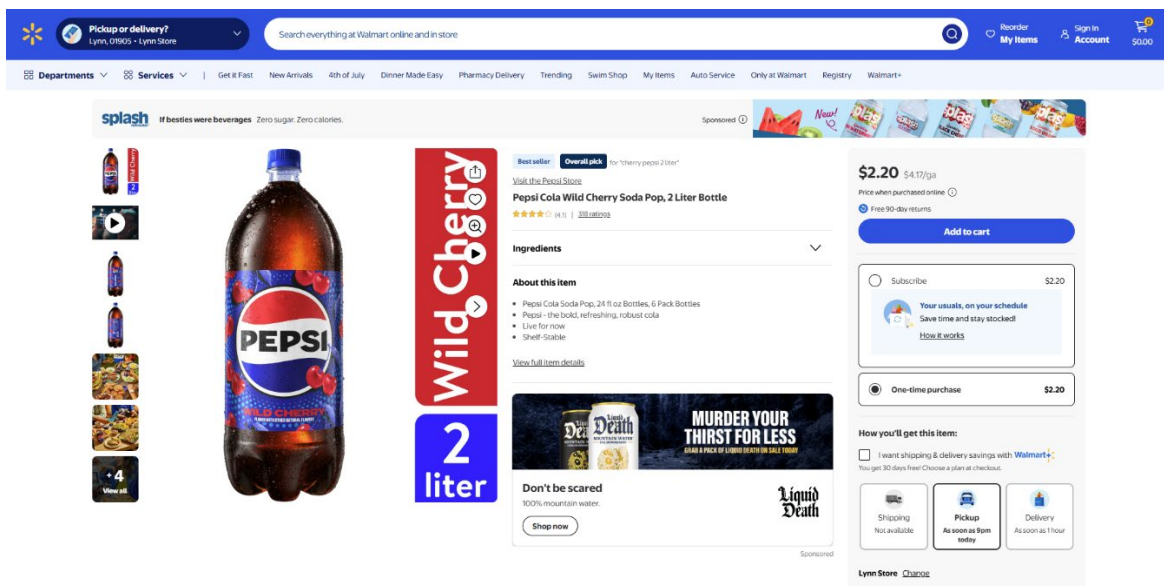 Pickup or delivery?
Lynn, 01905 • Lynn Store
Search everything at Walmart online and in store
Reorder
My Items
Sign In
Account
0
$0.00
Departments
Services
Get it Fast
New Arrivals
4th of July
Dinner Made Easy
Pharmacy Delivery
Trending
Swim Shop
My Items
Auto Service
Only at Walmart
Registry
Walmart+
splash
If besties were beverages Zero sugar. Zero calories.
Sponsored
New!
Wild Cherry
2 liter
PEPSI
WILD CHERRY
+4
View all
Best seller
Overall pick
for "cherry pepsi 2 liter"
Visit the Pepsi Store
Pepsi Cola Wild Cherry Soda Pop, 2 Liter Bottle
(4.1) | 318 ratings
Ingredients
About this item
Pepsi Cola Soda Pop, 24 fl oz Bottles, 6 Pack Bottles
Pepsi - the bold, refreshing, robust cola
Live for now
Shelf-Stable
View full item details
Liquid Death
MOUNTAIN WATER
MURDER YOUR
THIRST FOR LESS
GRAB A PACK OF LIQUID DEATH ON SALE TODAY
Don't be scared
100% mountain water.
Shop now
Liquid
Death
Sponsored
$2.20 $4.17/ga
Price when purchased online
Free 90-day returns
Add to cart
Subscribe
$2.20
Your usuals, on your schedule
Save time and stay stocked!
How it works
One-time purchase
$2.20
How you'll get this item:
I want shipping & delivery savings with Walmart+
You get 30 days free! Choose a plan at checkout.
Shipping
Not available
Pickup
As soon as 9pm
today
Delivery
As soon as 1 hour
Lynn Store Change